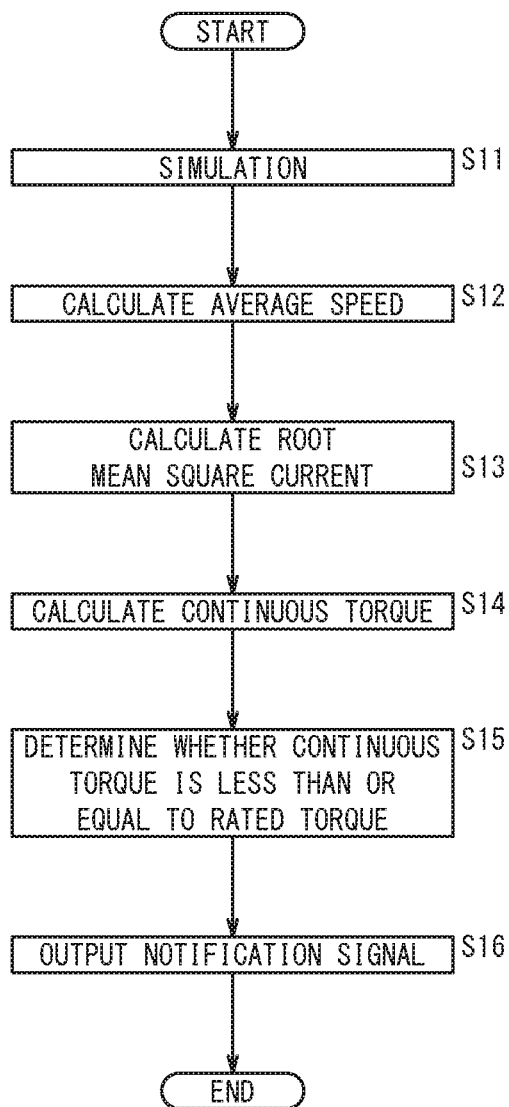 START
SIMULATION S11
CALCULATE AVERAGE SPEED S12
CALCULATE ROOT
MEAN SQUARE CURRENT S13
CALCULATE CONTINUOUS TORQUE S14
DETERMINE WHETHER CONTINUOUS S15
TORQUE IS LESS THAN OR
EQUAL TO RATED TORQUE
OUTPUT NOTIFICATION SIGNAL S16
END